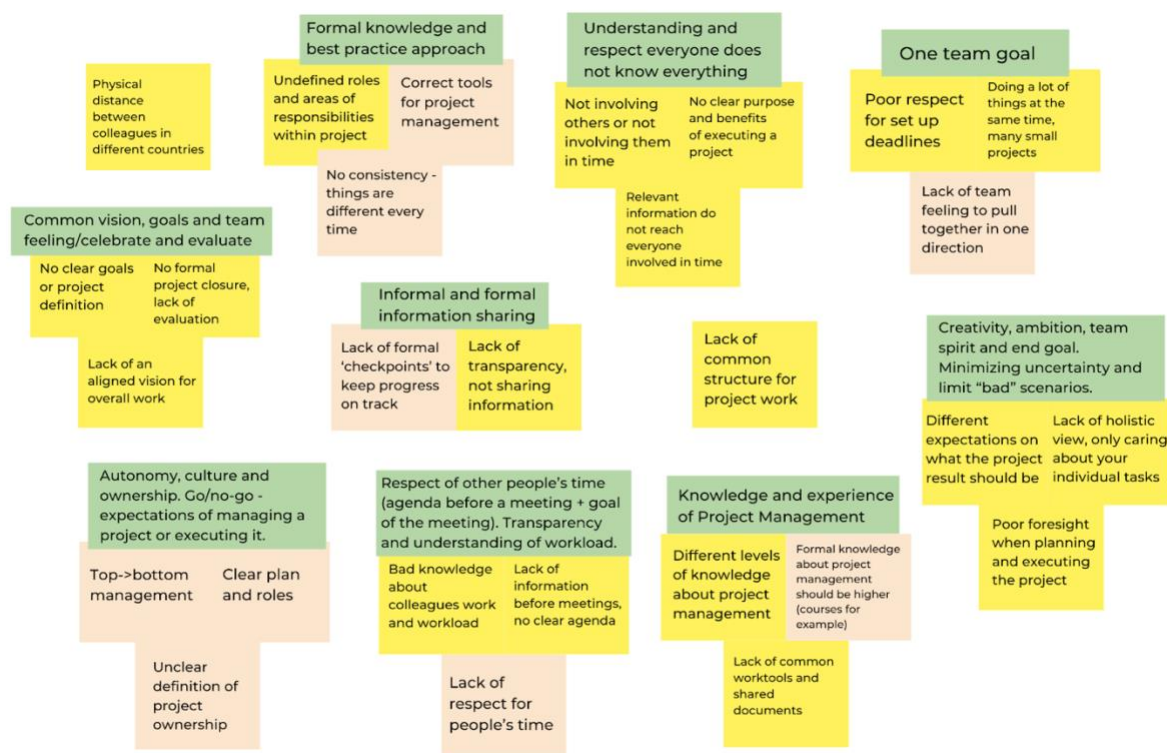 Physical
distance
between
colleagues in
different countries
Formal knowledge and
best practice approach
Undefined roles
and areas of
responsibilities
within project
Correct tools
for project
management
No consistency -
things are
different every
time
Understanding and
respect everyone does
not know everything
Not involving
others or not
involving them
in time
No clear purpose
and benefits
of executing a
project
Relevant
information do
not reach
everyone
involved in time
One team goal
Poor respect
for set up
deadlines
Doing a lot of
things at the
same time,
many small
projects
Lack of team
feeling to pull
together in one
direction
Common vision, goals and team
feeling/celebrate and evaluate
No clear goals
or project
definition
No formal
project closure,
lack of
evaluation
Lack of an
aligned vision for
overall work
Informal and formal
information sharing
Lack of formal
‘checkpoints’ to
keep progress
on track
Lack of
transparency,
not sharing
information
Lack of
common
structure for
project work
Creativity, ambition, team
spirit and end goal.
Minimizing uncertainty and
limit “bad” scenarios.
Different
expectations on
what the project
result should be
Lack of holistic
view, only caring
about your
individual tasks
Poor foresight
when planning
and executing
the project
Autonomy, culture and
ownership. Go/no-go -
expectations of managing a
project or executing it.
Top->bottom
management
Clear plan
and roles
Unclear
definition of
project
ownership
Respect of other people’s time
(agenda before a meeting + goal
of the meeting). Transparency
and understanding of workload.
Bad knowledge
about
colleagues work
and workload
Lack of
information
before meetings,
no clear agenda
Lack of
respect for
people’s time
Knowledge and experience
of Project Management
Different levels
of knowledge
about project
management
Formal knowledge
about project
management
should be higher
(courses for
example)
Lack of common
worktools and
shared
documents